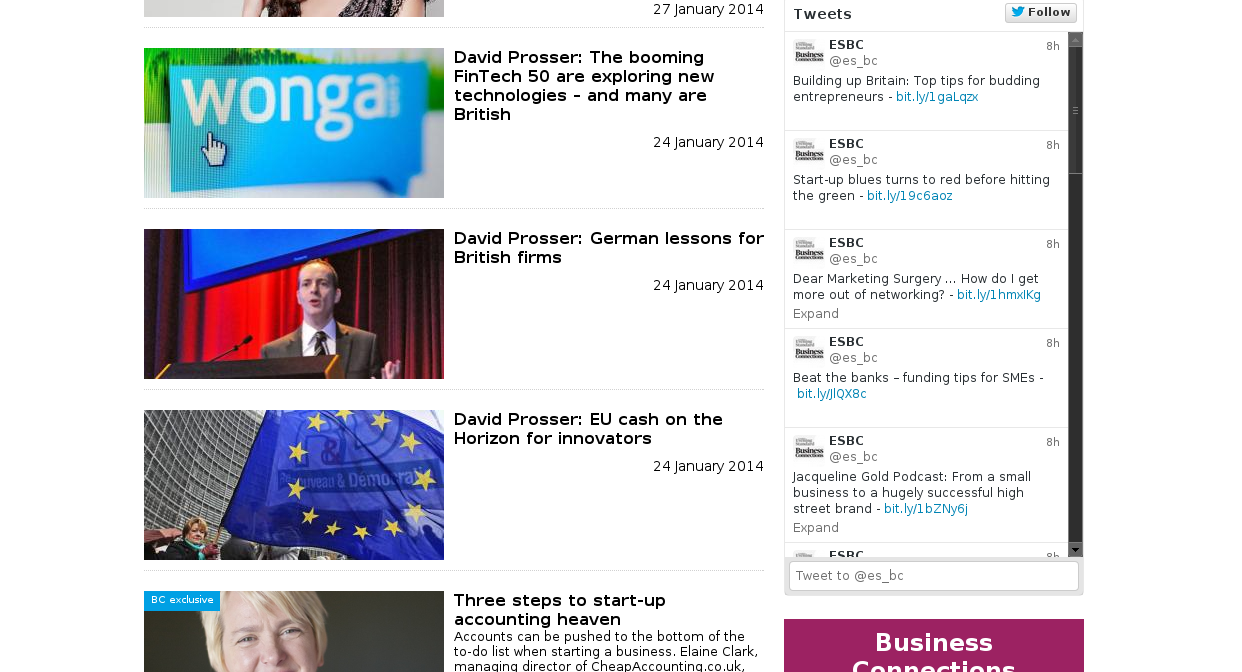 27 January 2014
wonga
David Prosser: The booming
FinTech 50 are exploring new
technologies – and many are
British
24 January 2014
David Prosser: German lessons for
British firms
24 January 2014
David Prosser: EU cash on the
Horizon for innovators
24 January 2014
BC exclusive
Three steps to start-up
accounting heaven
Accounts can be pushed to the bottom of the
to-do list when starting a business. Elaine Clark,
managing director of CheapAccounting.co.uk,
Tweets
Follow
ESBC
8h
@es_bc
Building up Britain: Top tips for budding
entrepreneurs - bit.ly/1gaLqzx
ESBC
8h
@es_bc
Start-up blues turns to red before hitting
the green - bit.ly/19c6aoz
ESBC
8h
@es_bc
Dear Marketing Surgery ... How do I get
more out of networking? - bit.ly/1hmxIKg
Expand
ESBC
8h
@es_bc
Beat the banks – funding tips for SMEs -
bit.ly/JlQX8c
ESBC
8h
@es_bc
Jacqueline Gold Podcast: From a small
business to a hugely successful high
street brand - bit.ly/1bZNy6j
Expand
ESBC
8h
Tweet to @es_bc
Business
Connections